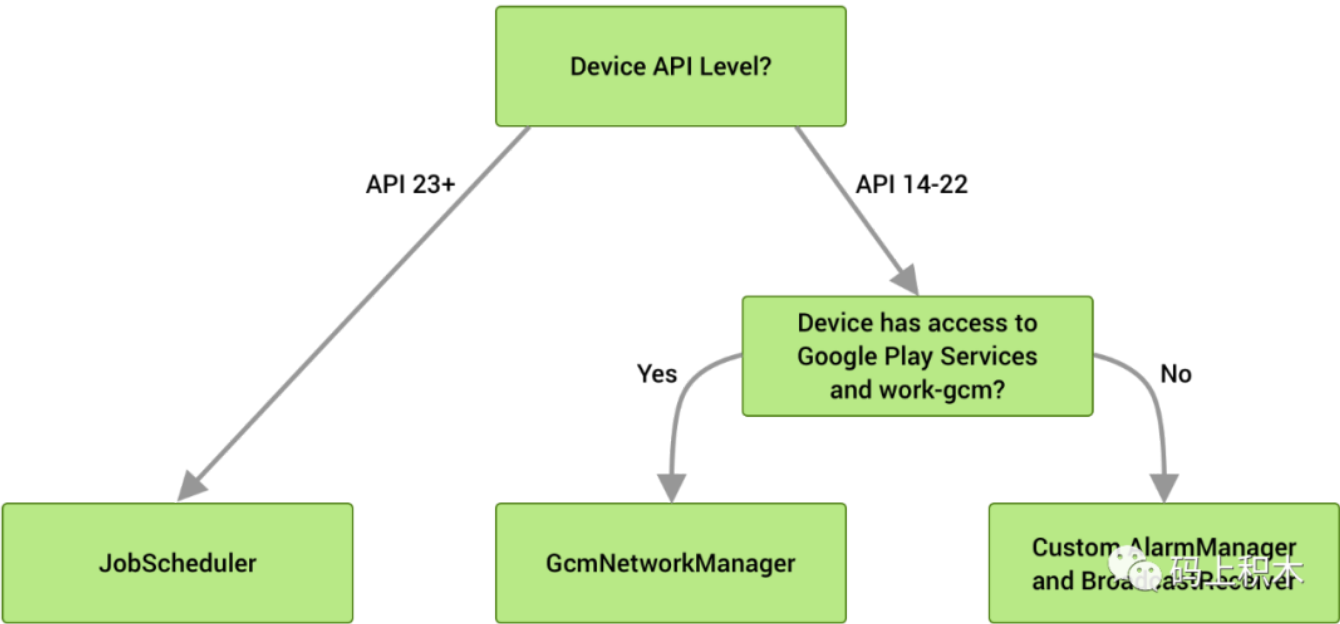 Device API Level?
API 23+
API 14-22
Device has access to
Google Play Services
and work-gcm?
Yes
No
JobScheduler
GcmNetworkManager
Custom AlarmManager
and BroadcastReceiver
码上积木